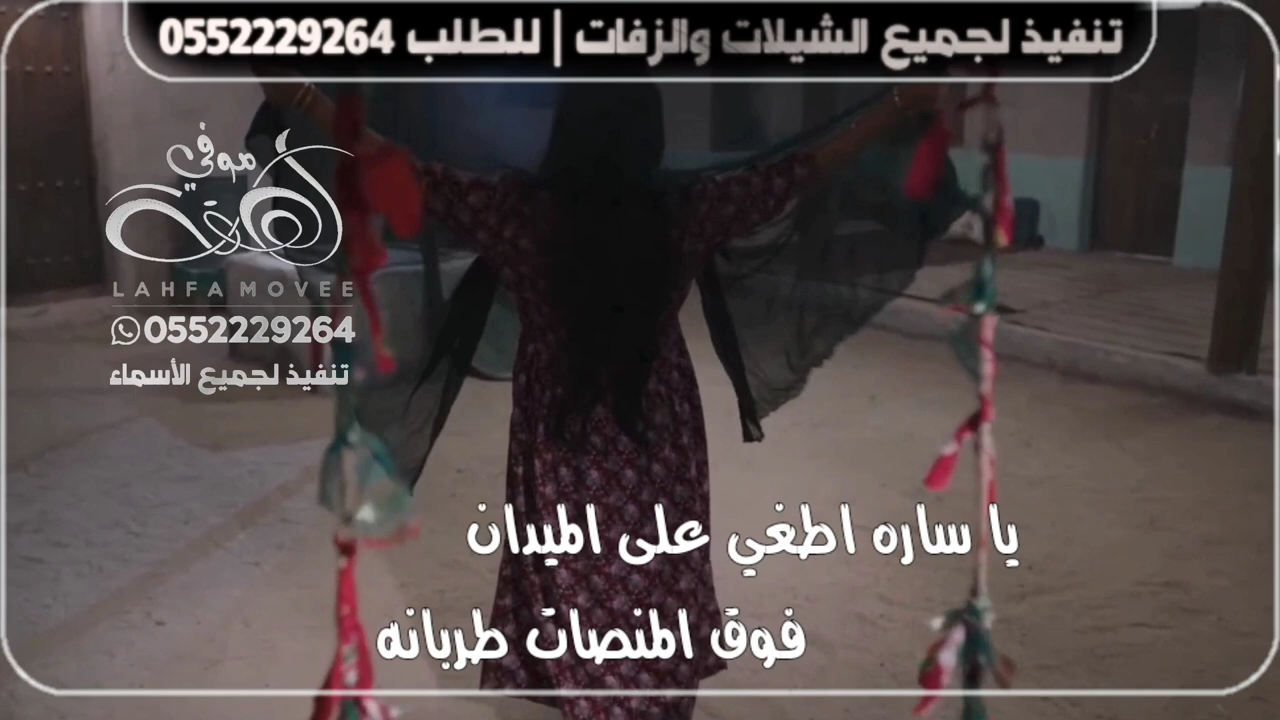 تنفيذ لجميع الشيلات والزفات | للطلب 0552229264
لهفة موفي
LAHFA MOVEE
0552229264
تنفيذ لجميع الأسماء
يا ساره اطغي على الميدان
فوق المنصات طربانه